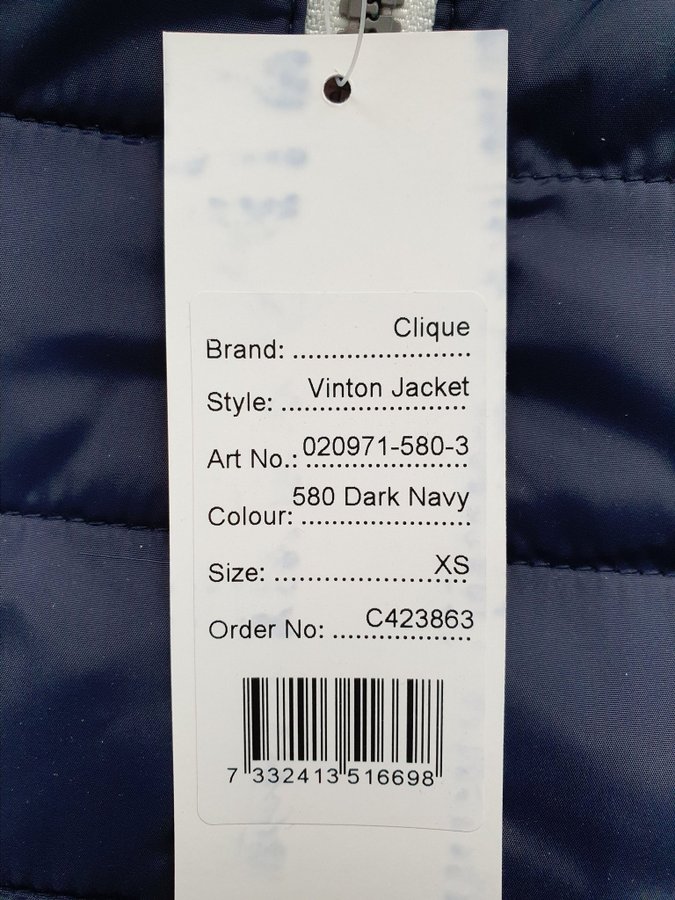 Brand: ........................ Clique
Style: ......................... Vinton Jacket
Art No.: ...................... 020971-580-3
Colour: ....................... 580 Dark Navy
Size: .......................... XS
Order No: ................... C423863
7 332413 516698